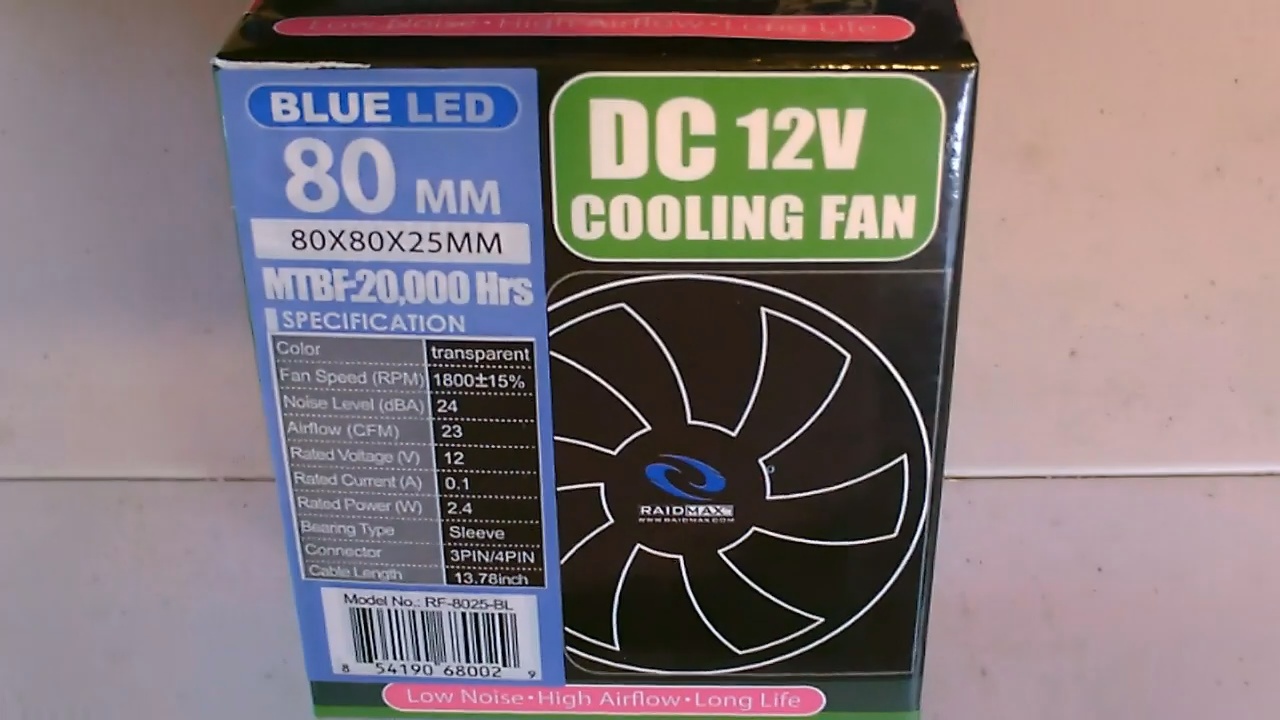 Low Noise • High Airflow • Long Life
BLUE LED
80 MM
80X80X25MM
MTBF-20,000 Hrs
SPECIFICATION
Color transparent
Fan Speed (RPM) 1800±15%
Noise Level (dBA) 24
Airflow (CFM) 23
Rated Voltage (V) 12
Rated Current (A) 0.1
Rated Power (W) 2.4
Bearing Type Sleeve
Connector 3PIN/4PIN
Cable Length 13.78inch
Model No.: RF-8025-BL
8 54190 68002 9
DC 12V
COOLING FAN
RAIDMAX
WWW.RAIDMAX.COM
Low Noise • High Airflow • Long Life